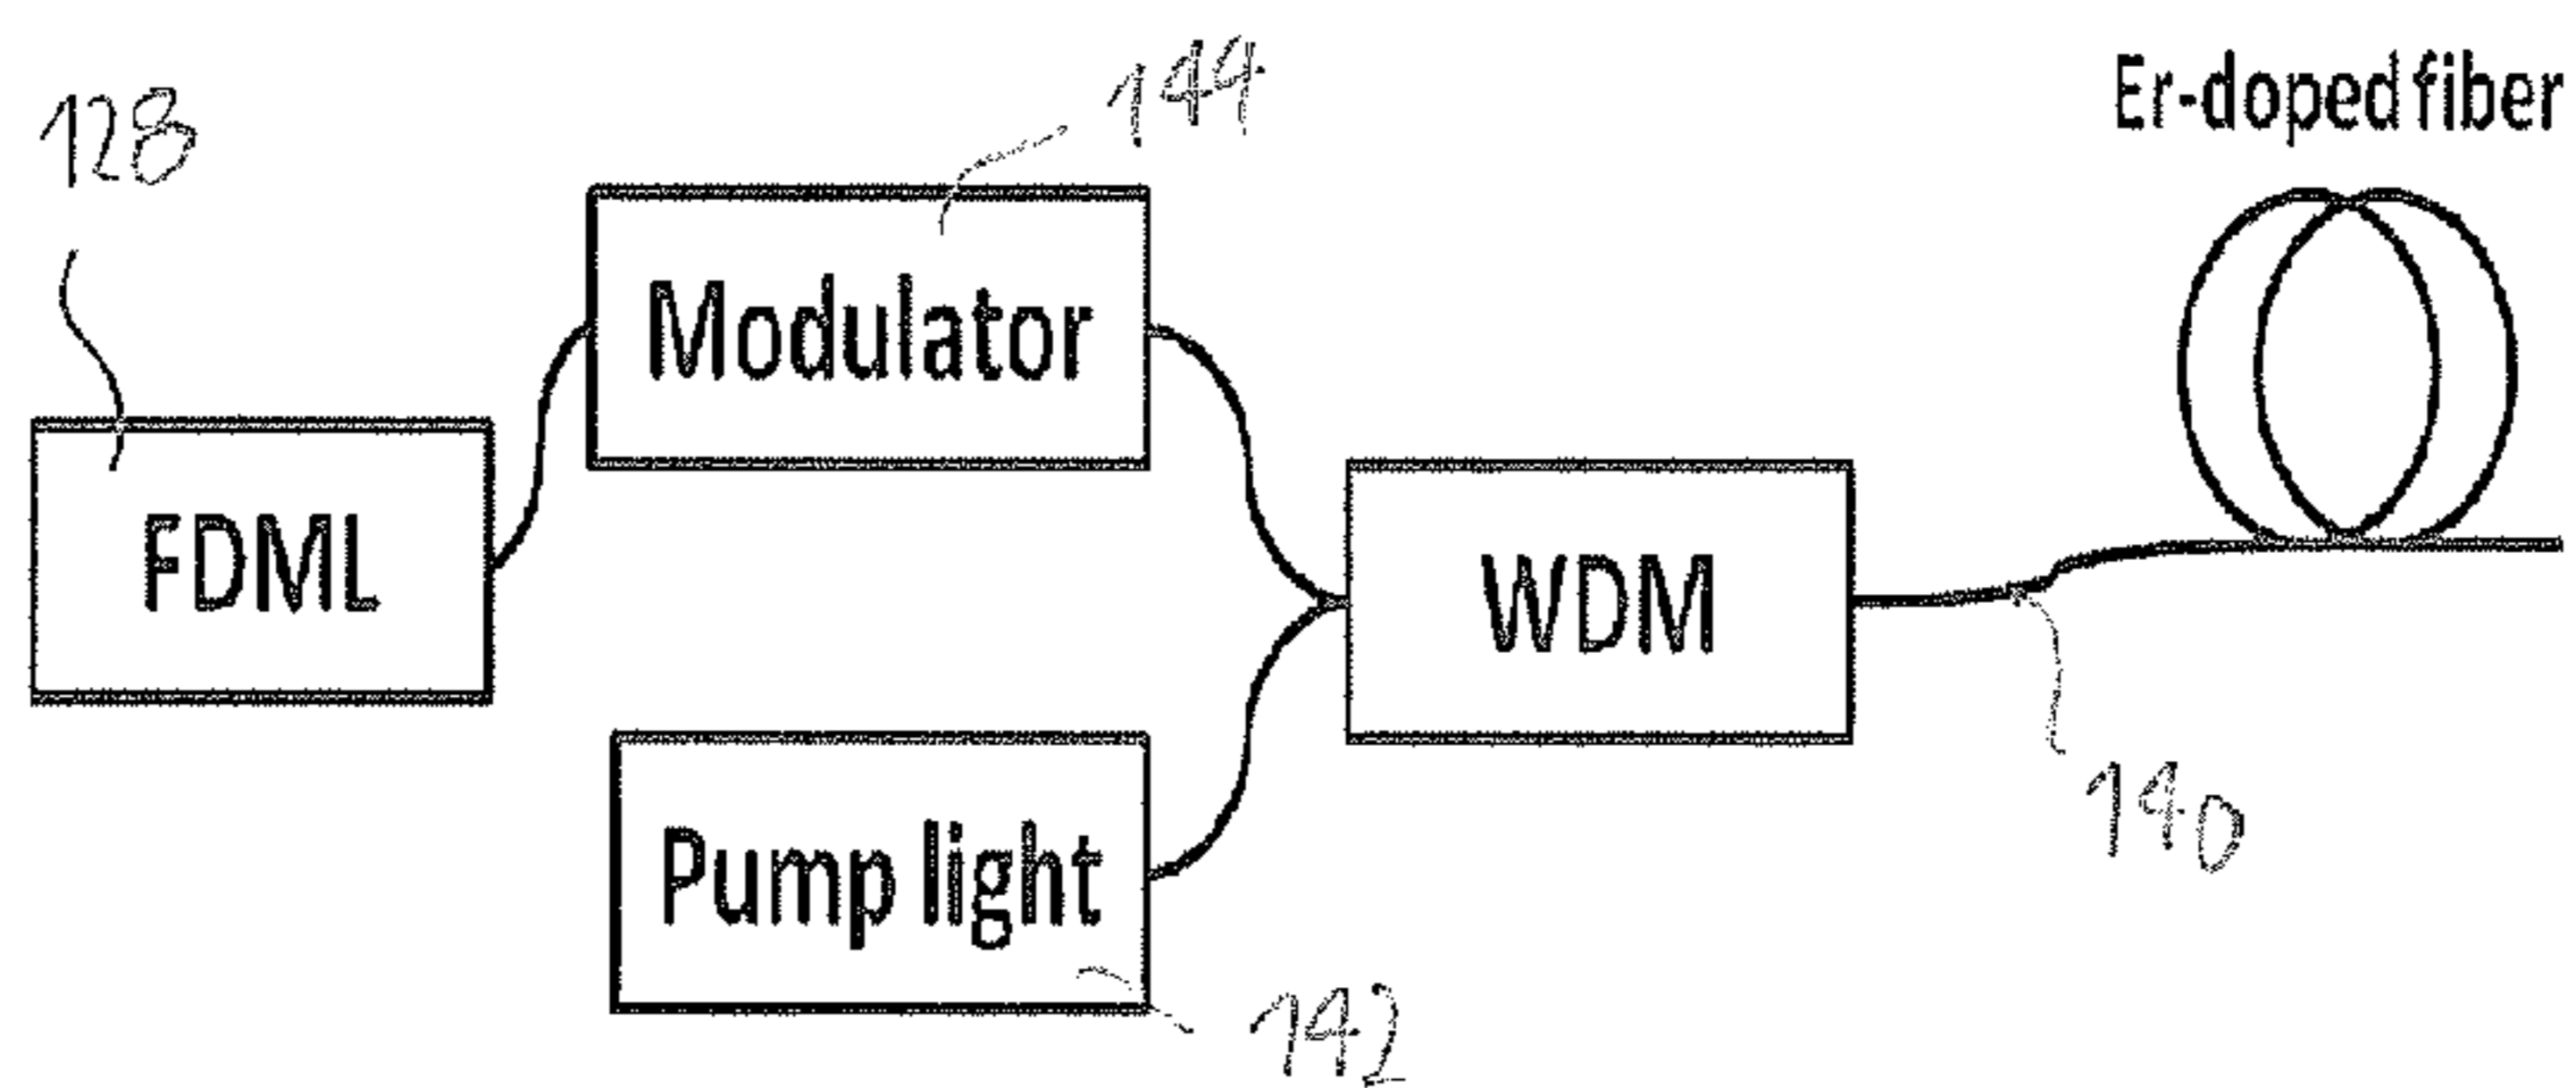 Er-doped fiber
144
128
Modulator
FDML
WDM
Pump light
140
142